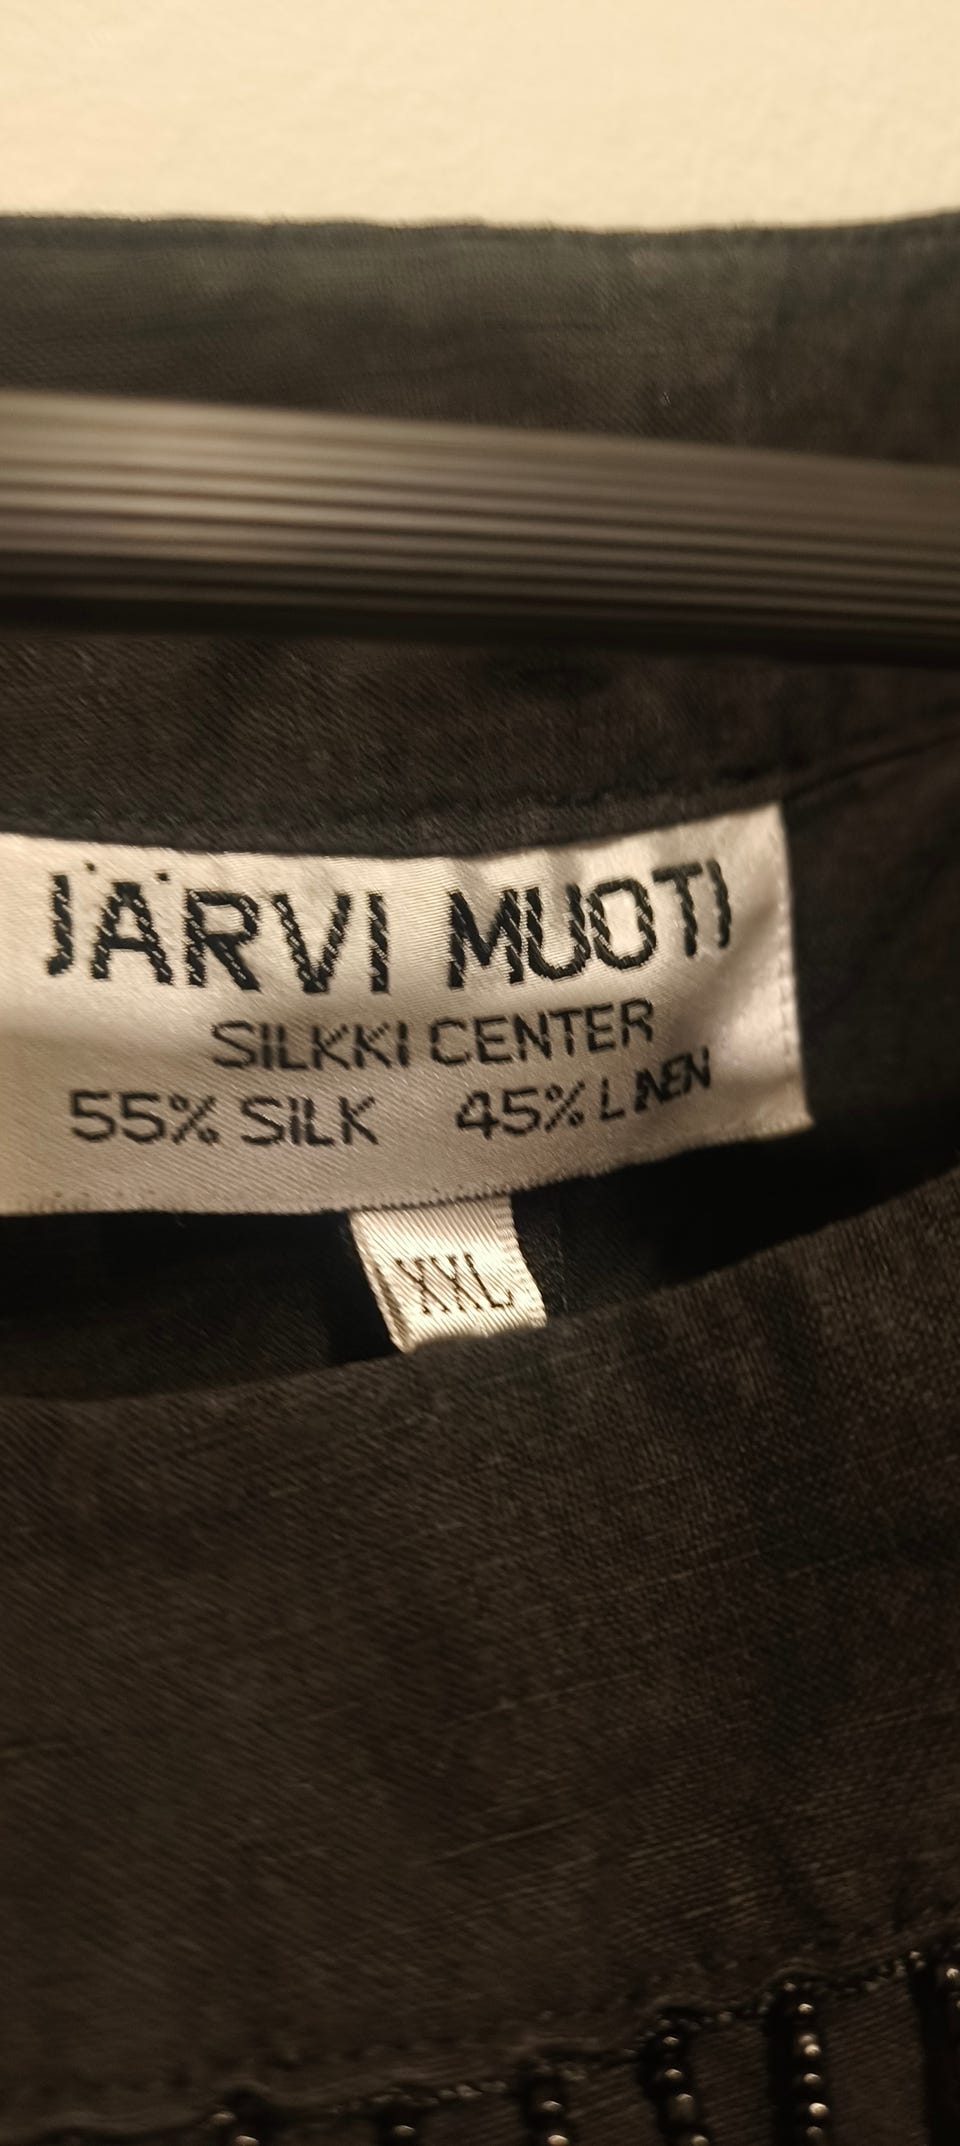 JÄRVI MUOTI
SILKKI CENTER
55% SILK 45% LINEN
XXL